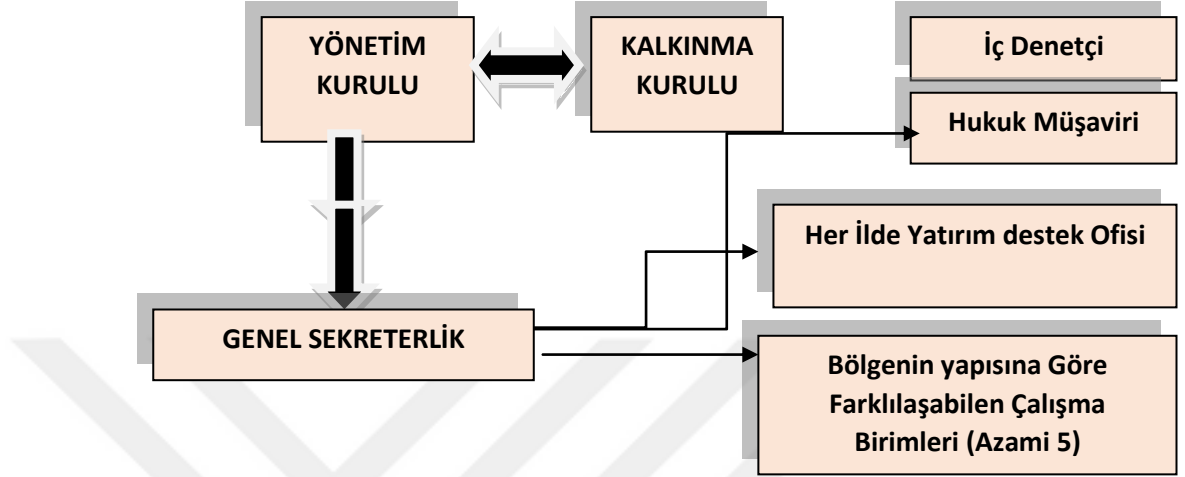 YÖNETİM
KURULU
KALKINMA
KURULU
İç Denetçi
Hukuk Müşaviri
Her İlde Yatırım destek Ofisi
GENEL SEKRETERLİK
Bölgenin yapısına Göre
Farklılaşabilen Çalışma
Birimleri (Azami 5)